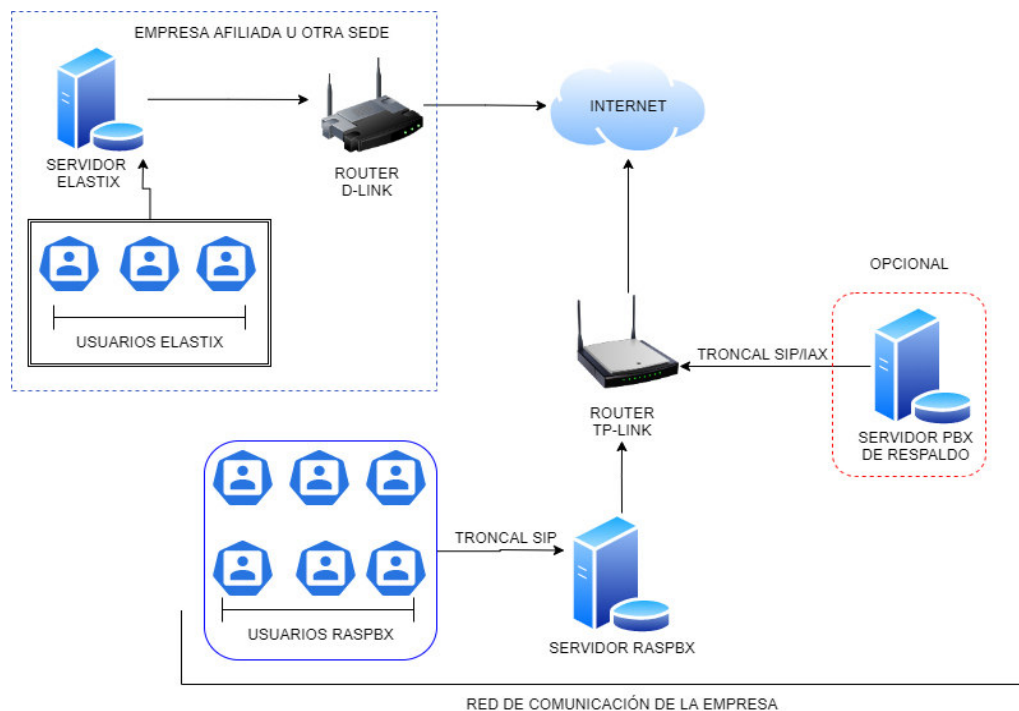 EMPRESA AFILIADA U OTRA SEDE
SERVIDOR
ELASTIX
ROUTER
D-LINK
INTERNET
USUARIOS ELASTIX
OPCIONAL
TRONCAL SIP/IAX
ROUTER
TP-LINK
SERVIDOR PBX
DE RESPALDO
TRONCAL SIP
USUARIOS RASPBX
SERVIDOR RASPBX
RED DE COMUNICACIÓN DE LA EMPRESA